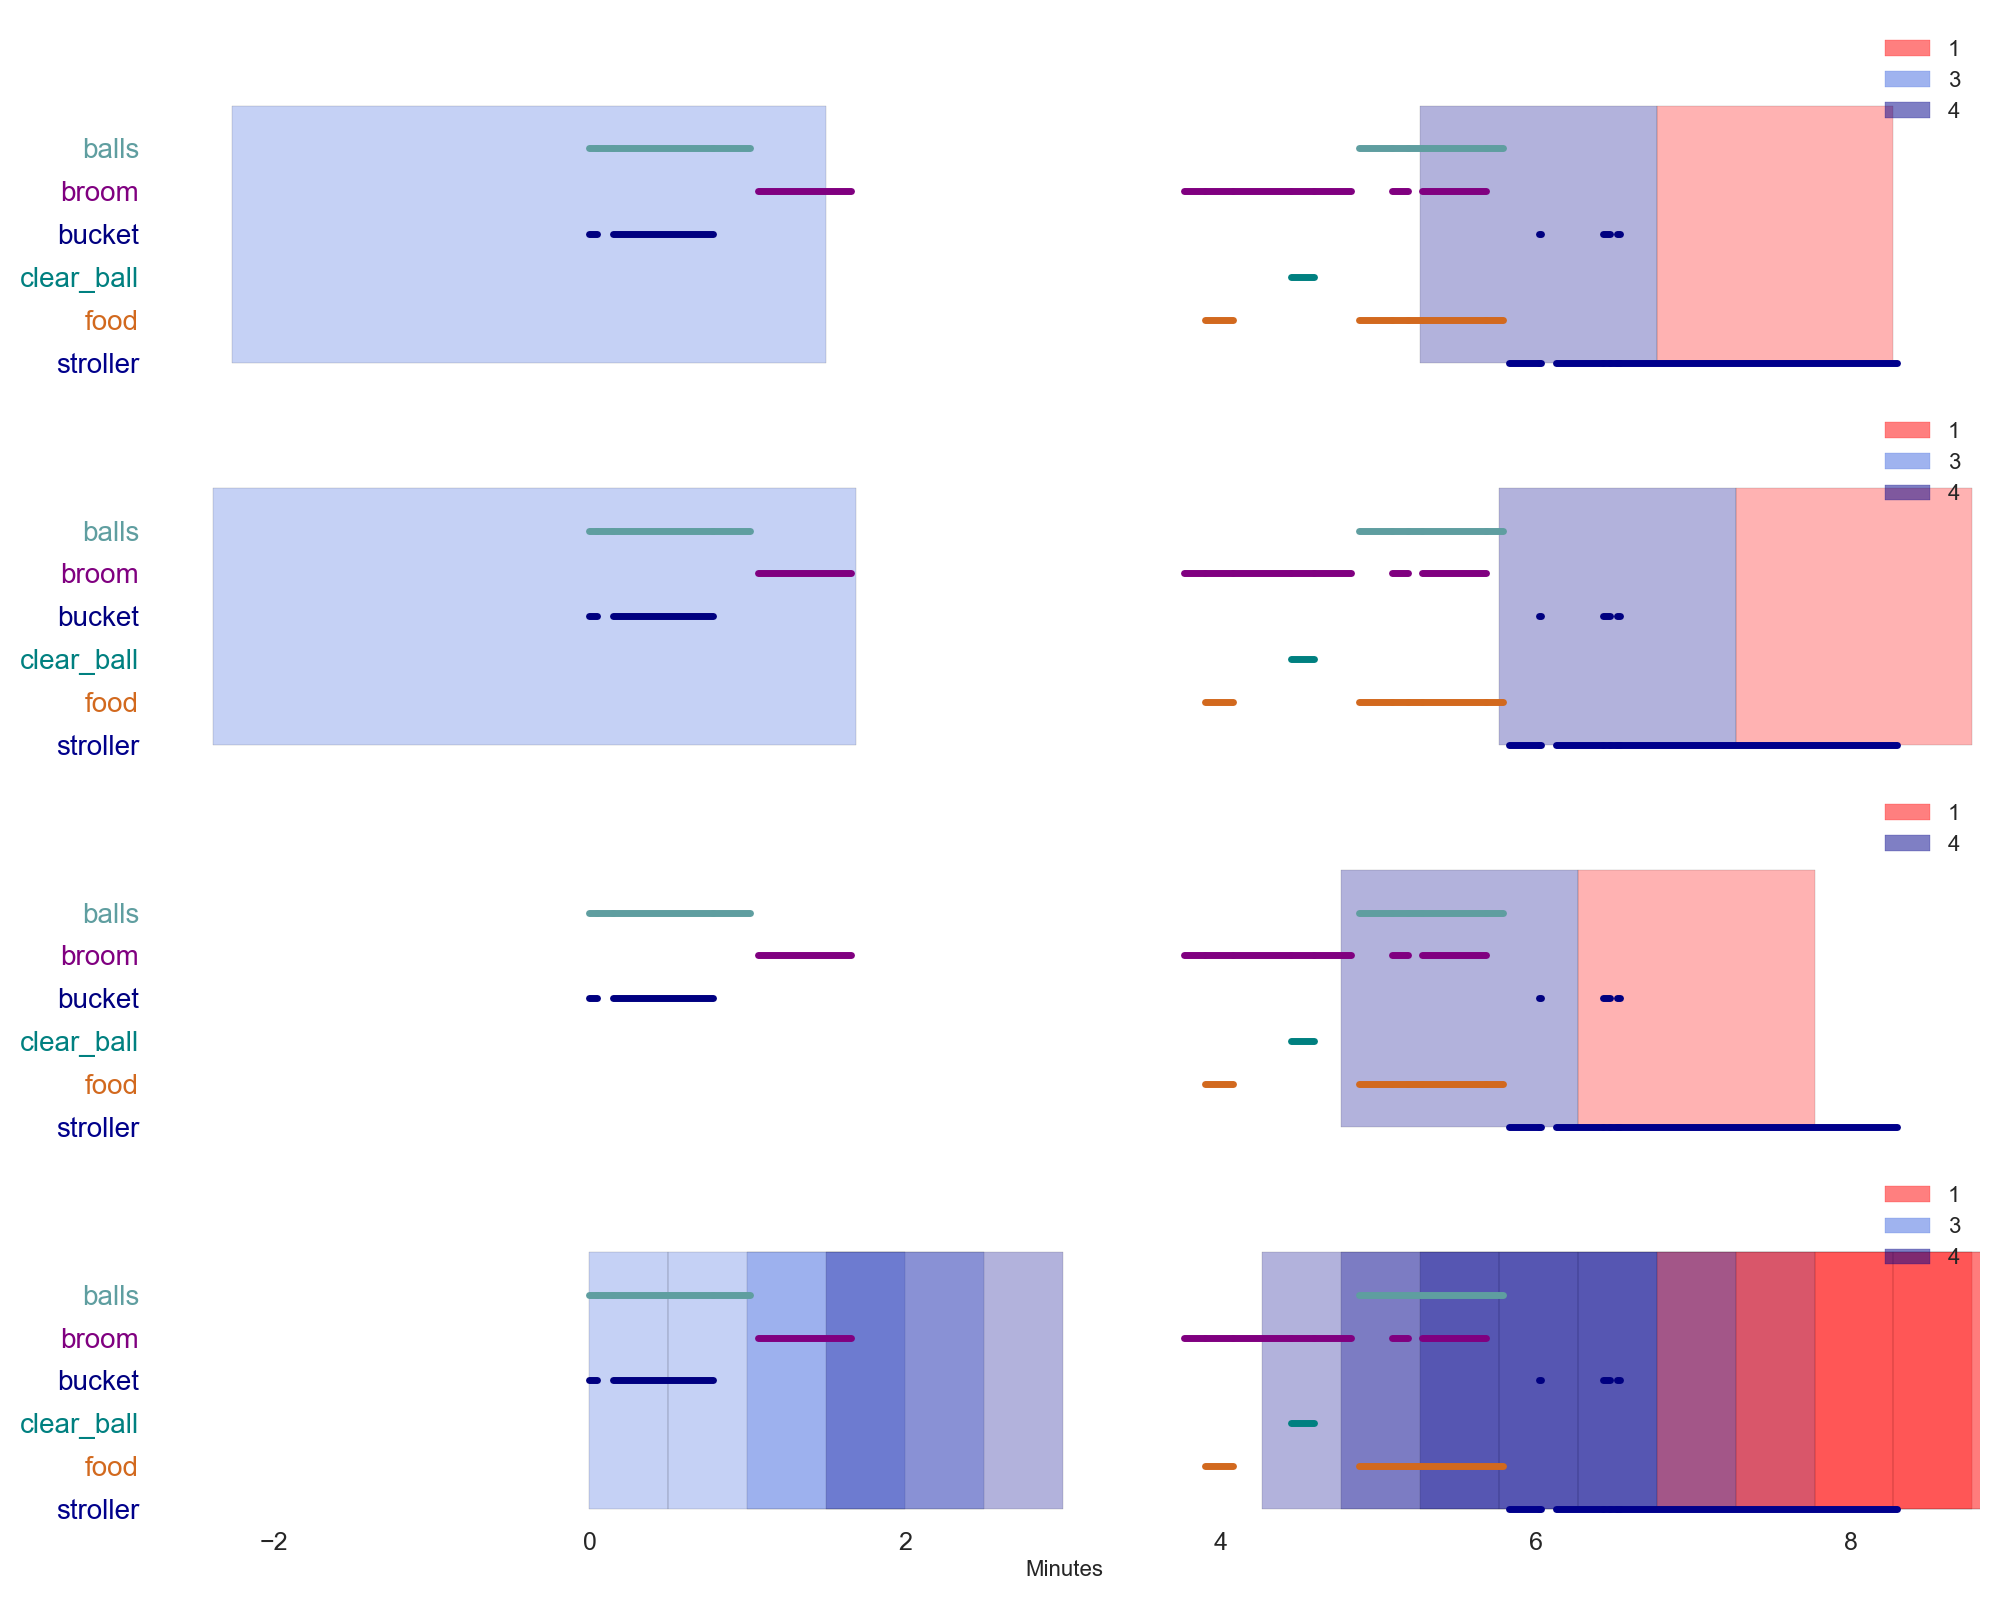 1
3
4
balls
broom
bucket
clear_ball
food
stroller
1
3
4
balls
broom
bucket
clear_ball
food
stroller
1
4
balls
broom
bucket
clear_ball
food
stroller
1
3
4
balls
broom
bucket
clear_ball
food
stroller
−2 0 2 4 6 8
Minutes